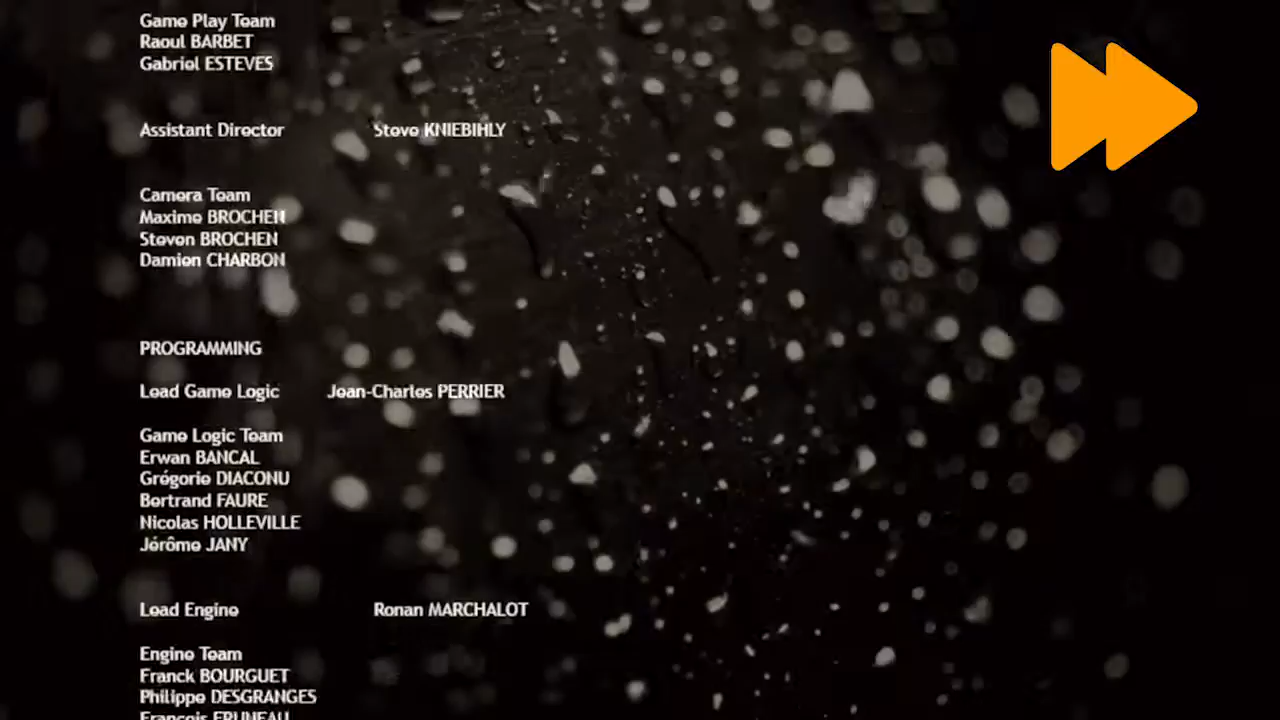 Game Play Team
Raoul BARBET
Gabriel ESTEVES
Assistant Director Steve KNIEBIHLY
Camera Team
Maxime BROCHEN
Steven BROCHEN
Damien CHARBON
PROGRAMMING
Lead Game Logic Jean-Charles PERRIER
Game Logic Team
Erwan BANCAL
Grégorie DIACONU
Bertrand FAURE
Nicolas HOLLEVILLE
Jérôme JANY
Lead Engine Ronan MARCHALOT
Engine Team
Franck BOURGUET
Philippe DESGRANGES
François PRUNEAU